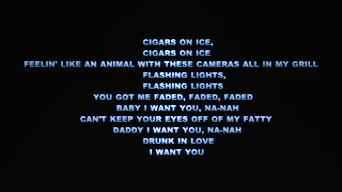 CIGARS ON ICE,
CIGARS ON ICE
FEELIN' LIKE AN ANIMAL WITH THESE CAMERAS ALL IN MY GRILL
FLASHING LIGHTS,
FLASHING LIGHTS
YOU GOT ME FADED, FADED, FADED
BABY I WANT YOU, NA-NAH
CAN'T KEEP YOUR EYES OFF OF MY FATTY
DADDY I WANT YOU, NA-NAH
DRUNK IN LOVE
I WANT YOU